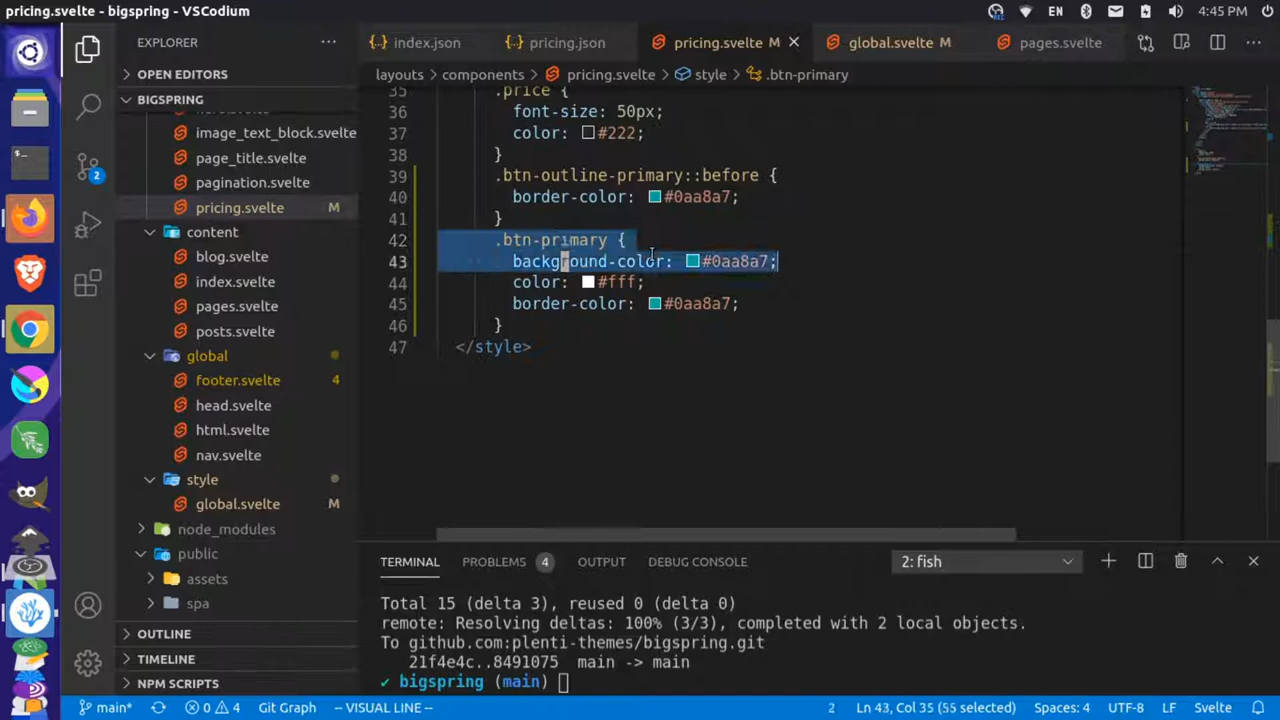 pricing.svelte - bigspring - VSCodium
EN
4:45 PM
EXPLORER
OPEN EDITORS
BIGSPRING
image_text_block.svelte
page_title.svelte
pagination.svelte
pricing.svelte M
content
blog.svelte
index.svelte
pages.svelte
posts.svelte
global
footer.svelte 4
head.svelte
html.svelte
nav.svelte
style
global.svelte M
node_modules
public
assets
spa
OUTLINE
TIMELINE
NPM SCRIPTS
2
index.json
pricing.json
pricing.svelte M
global.svelte M
pages.svelte
layouts > components > pricing.svelte > style > .btn-primary
35 .price {
36 font-size: 50px;
37 color: #222;
38 }
39 .btn-outline-primary::before {
40 border-color: #0aa8a7;
41 }
42 .btn-primary {
43 background-color: #0aa8a7;
44 color: #fff;
45 border-color: #0aa8a7;
46 }
47 </style>
TERMINAL PROBLEMS 4 OUTPUT DEBUG CONSOLE 2: fish
Total 15 (delta 3), reused 0 (delta 0)
remote: Resolving deltas: 100% (3/3), completed with 2 local objects.
To github.com:plenti-themes/bigspring.git
21f4e4c..8491075 main -> main
✔ bigspring (main)
main* 0 4 Git Graph -- VISUAL LINE -- 2 Ln 43, Col 35 (55 selected) Spaces: 4 UTF-8 LF Svelte